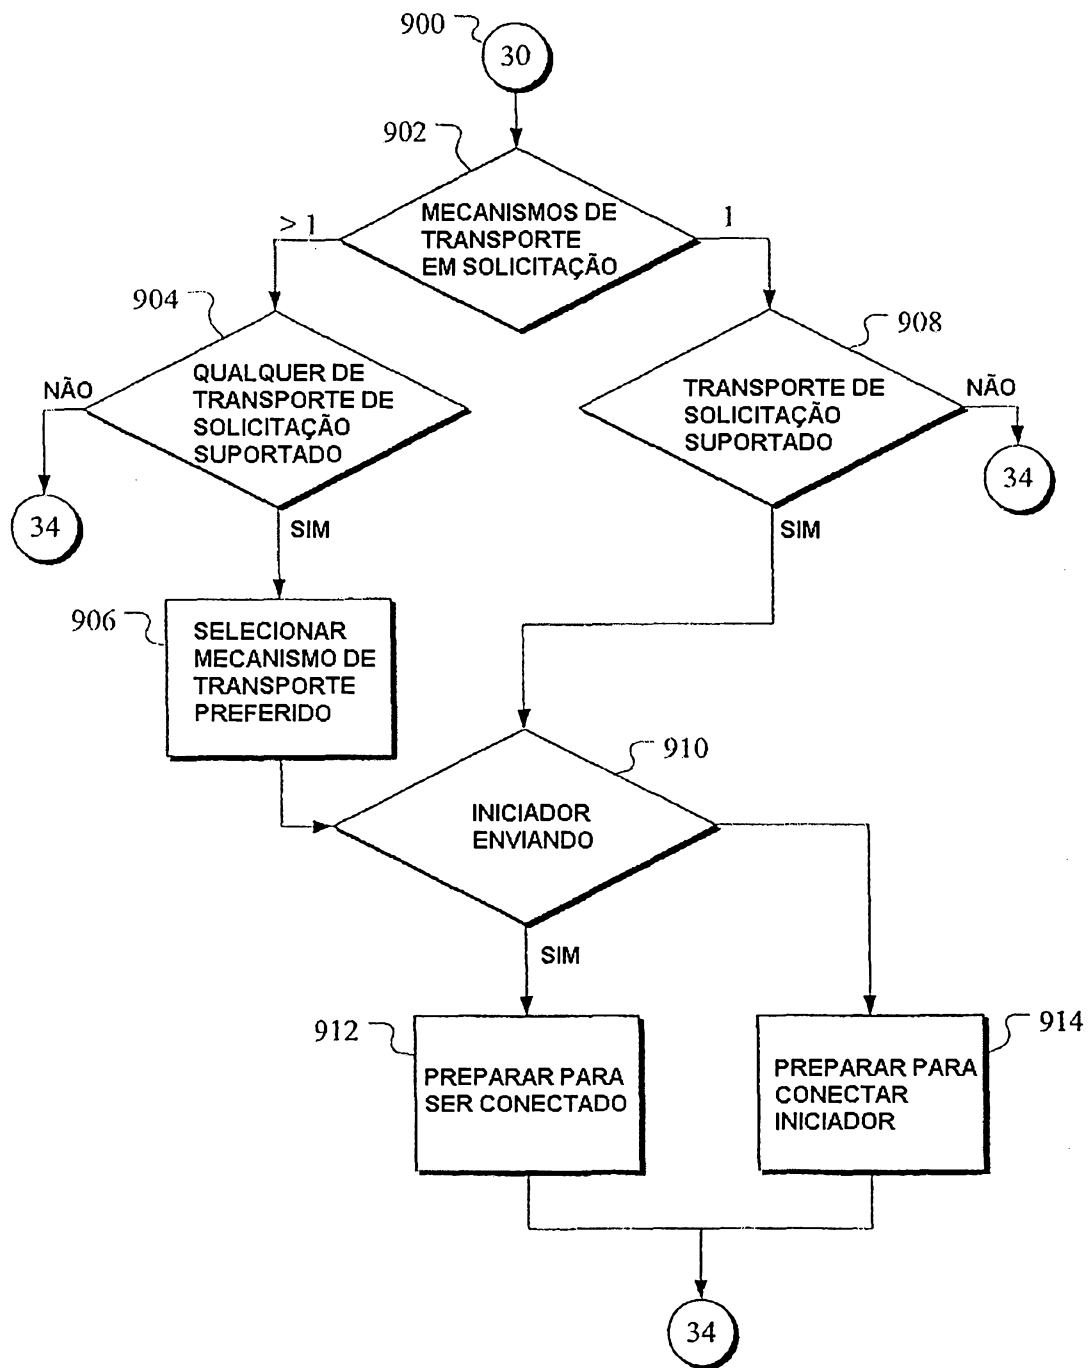 900
30
902
MECANISMOS DE
TRANSPORTE
EM SOLICITAÇÃO
> 1
1
904
QUALQUER DE
TRANSPORTE DE
SOLICITAÇÃO
SUPORTADO
NÃO
34
SIM
908
TRANSPORTE DE
SOLICITAÇÃO
SUPORTADO
NÃO
34
SIM
906
SELECIONAR
MECANISMO DE
TRANSPORTE
PREFERIDO
910
INICIADOR
ENVIANDO
SIM
912
PREPARAR PARA
SER CONECTADO
914
PREPARAR PARA
CONECTAR
INICIADOR
34